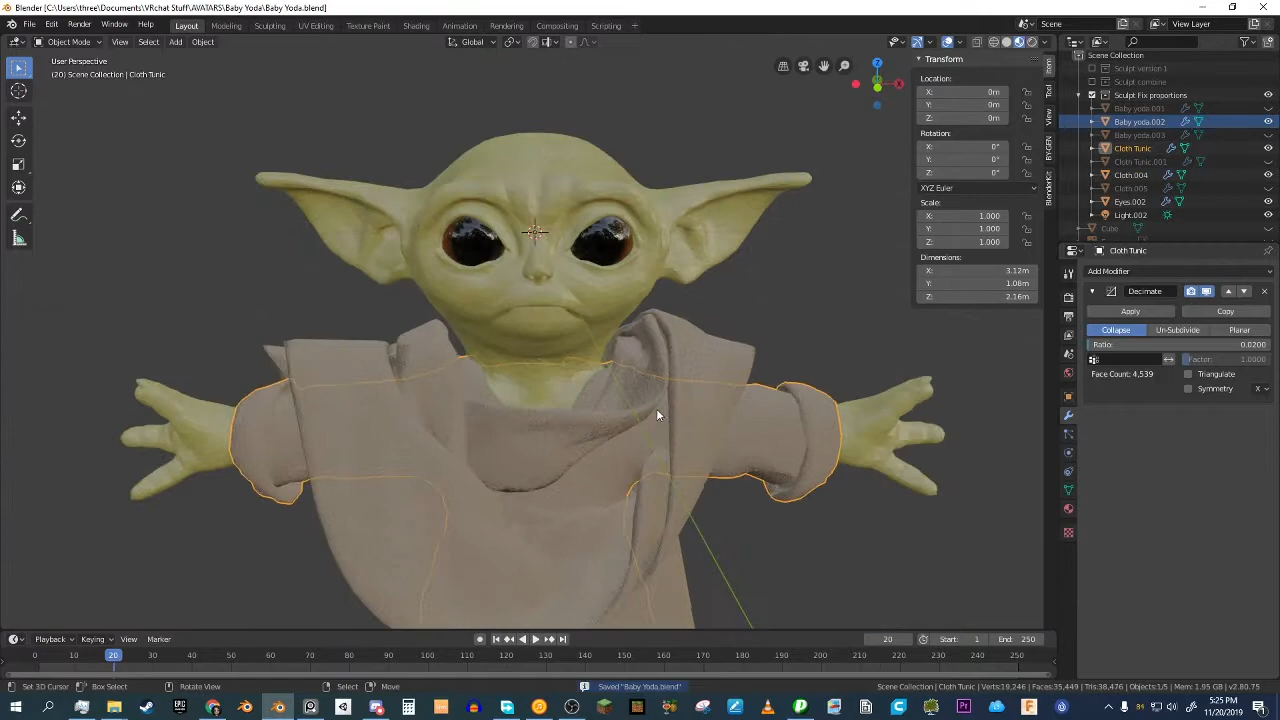 Blender [C:\Users\three\Documents\VRchat Stuff\AVATARS\Baby Yoda\Baby Yoda.blend]
File Edit Render Window Help Layout Modeling Sculpting UV Editing Texture Paint Shading Animation Rendering Compositing Scripting + Scene View Layer
Object Mode View Select Add Object Global
User Perspective
(20) Scene Collection | Cloth Tunic
Z
X
Transform
Location:
X: 0m
Y: 0m
Z: 0m
Rotation:
X: 0°
Y: 0°
Z: 0°
XYZ Euler
Scale:
X: 1.000
Y: 1.000
Z: 1.000
Dimensions:
X: 3.12m
Y: 1.08m
Z: 2.16m
Item
Tool
View
BY-GEN
BlenderKit
Scene Collection
Sculpt version 1
Sculpt combine
Sculpt Fix proportions
Baby yoda.001
Baby yoda.002
Baby yoda.003
Cloth Tunic
Cloth Tunic.001
Cloth.004
Cloth.005
Eyes.002
Light.002
Cube
Cloth Tunic
Add Modifier
Decimate
Apply Copy
Collapse Un-Subdivide Planar
Ratio: 0.0200
Factor: 1.0000
Face Count: 4,539 Triangulate
Symmetry X
Playback Keying View Marker 20 Start: 1 End: 250
0 10 20 30 40 50 60 70 80 90 100 110 120 130 140 150 160 170 180 190 200 210 220 230 240 250
Set 3D Cursor Box Select Rotate View Select Move Saved "Baby Yoda.blend" Scene Collection | Cloth Tunic | Verts:19,246 | Faces:35,449 | Tris:38,476 | Objects:1/5 | Mem: 1.95 GB | v2.80.75
5:25 PM
11/20/2019